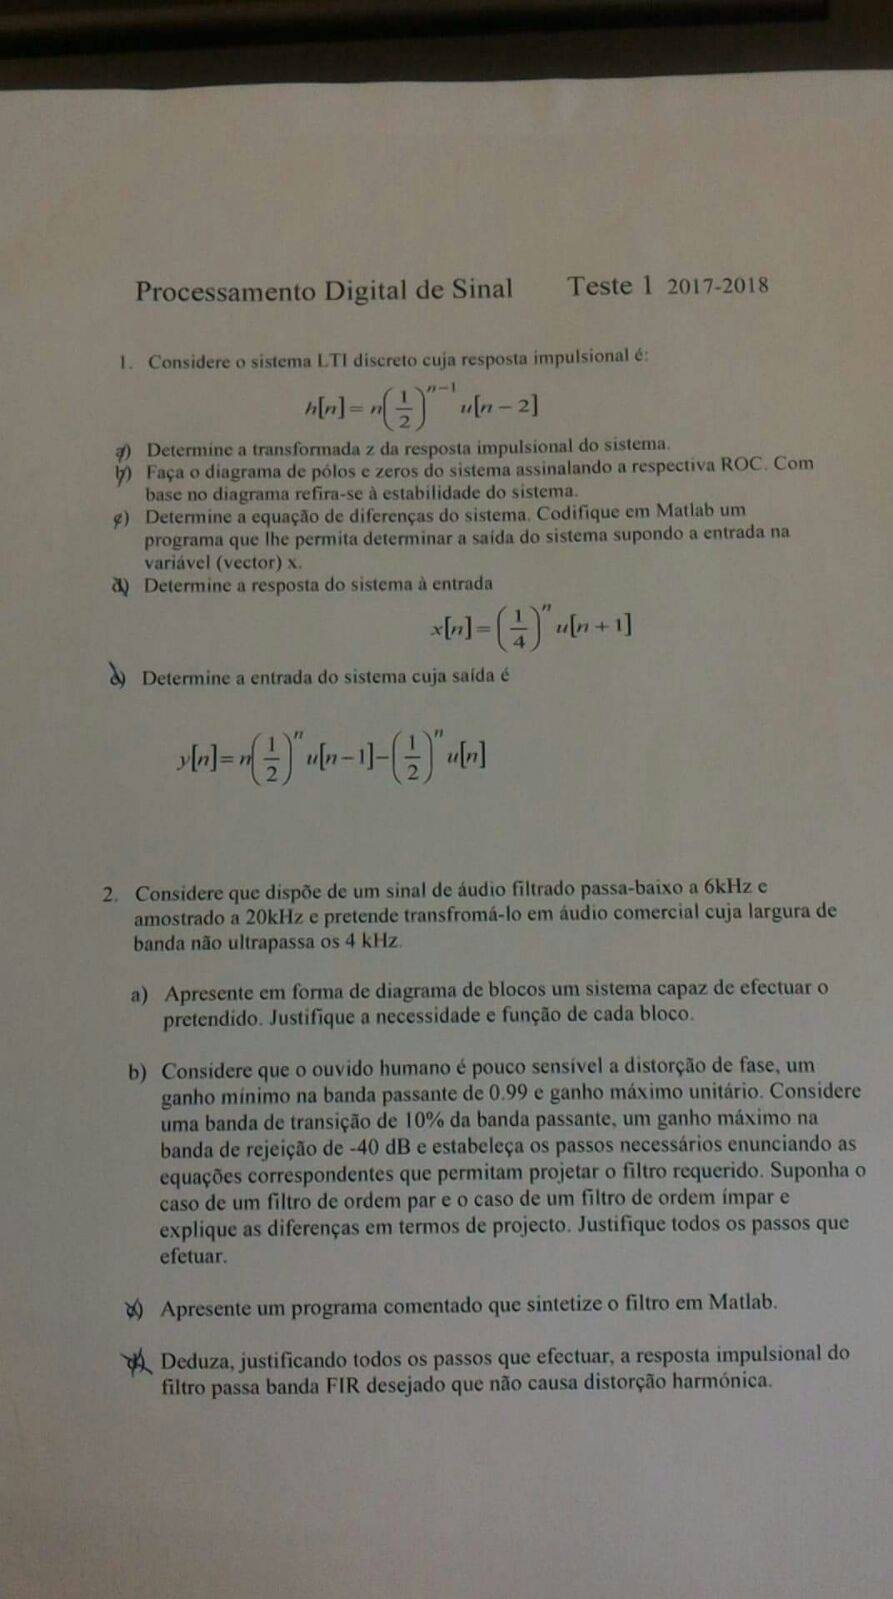 Processamento Digital de Sinal Teste 1 2017-2018
1. Considere o sistema LTI discreto cuja resposta impulsional é:
h[n] = n(1/2)^{n-1} u[n-2]
a) Determine a transformada z da resposta impulsional do sistema.
b) Faça o diagrama de pólos e zeros do sistema assinalando a respectiva ROC. Com
base no diagrama refira-se à estabilidade do sistema.
c) Determine a equação de diferenças do sistema. Codifique em Matlab um
programa que lhe permita determinar a saída do sistema supondo a entrada na
variável (vector) x.
d) Determine a resposta do sistema à entrada
x[n] = (1/4)^n u[n+1]
Determine a entrada do sistema cuja saída é
y[n] = n(1/2)^n u[n-1] - (1/2)^n u[n]
2. Considere que dispõe de um sinal de áudio filtrado passa-baixo a 6kHz e
amostrado a 20kHz e pretende transfromá-lo em áudio comercial cuja largura de
banda não ultrapassa os 4 kHz.
a) Apresente em forma de diagrama de blocos um sistema capaz de efectuar o
pretendido. Justifique a necessidade e função de cada bloco.
b) Considere que o ouvido humano é pouco sensível a distorção de fase, um
ganho mínimo na banda passante de 0.99 e ganho máximo unitário. Considere
uma banda de transição de 10% da banda passante, um ganho máximo na
banda de rejeição de -40 dB e estabeleça os passos necessários enunciando as
equações correspondentes que permitam projetar o filtro requerido. Suponha o
caso de um filtro de ordem par e o caso de um filtro de ordem ímpar e
explique as diferenças em termos de projecto. Justifique todos os passos que
efetuar.
Apresente um programa comentado que sintetize o filtro em Matlab.
Deduza, justificando todos os passos que efectuar, a resposta impulsional do
filtro passa banda FIR desejado que não causa distorção harmónica.